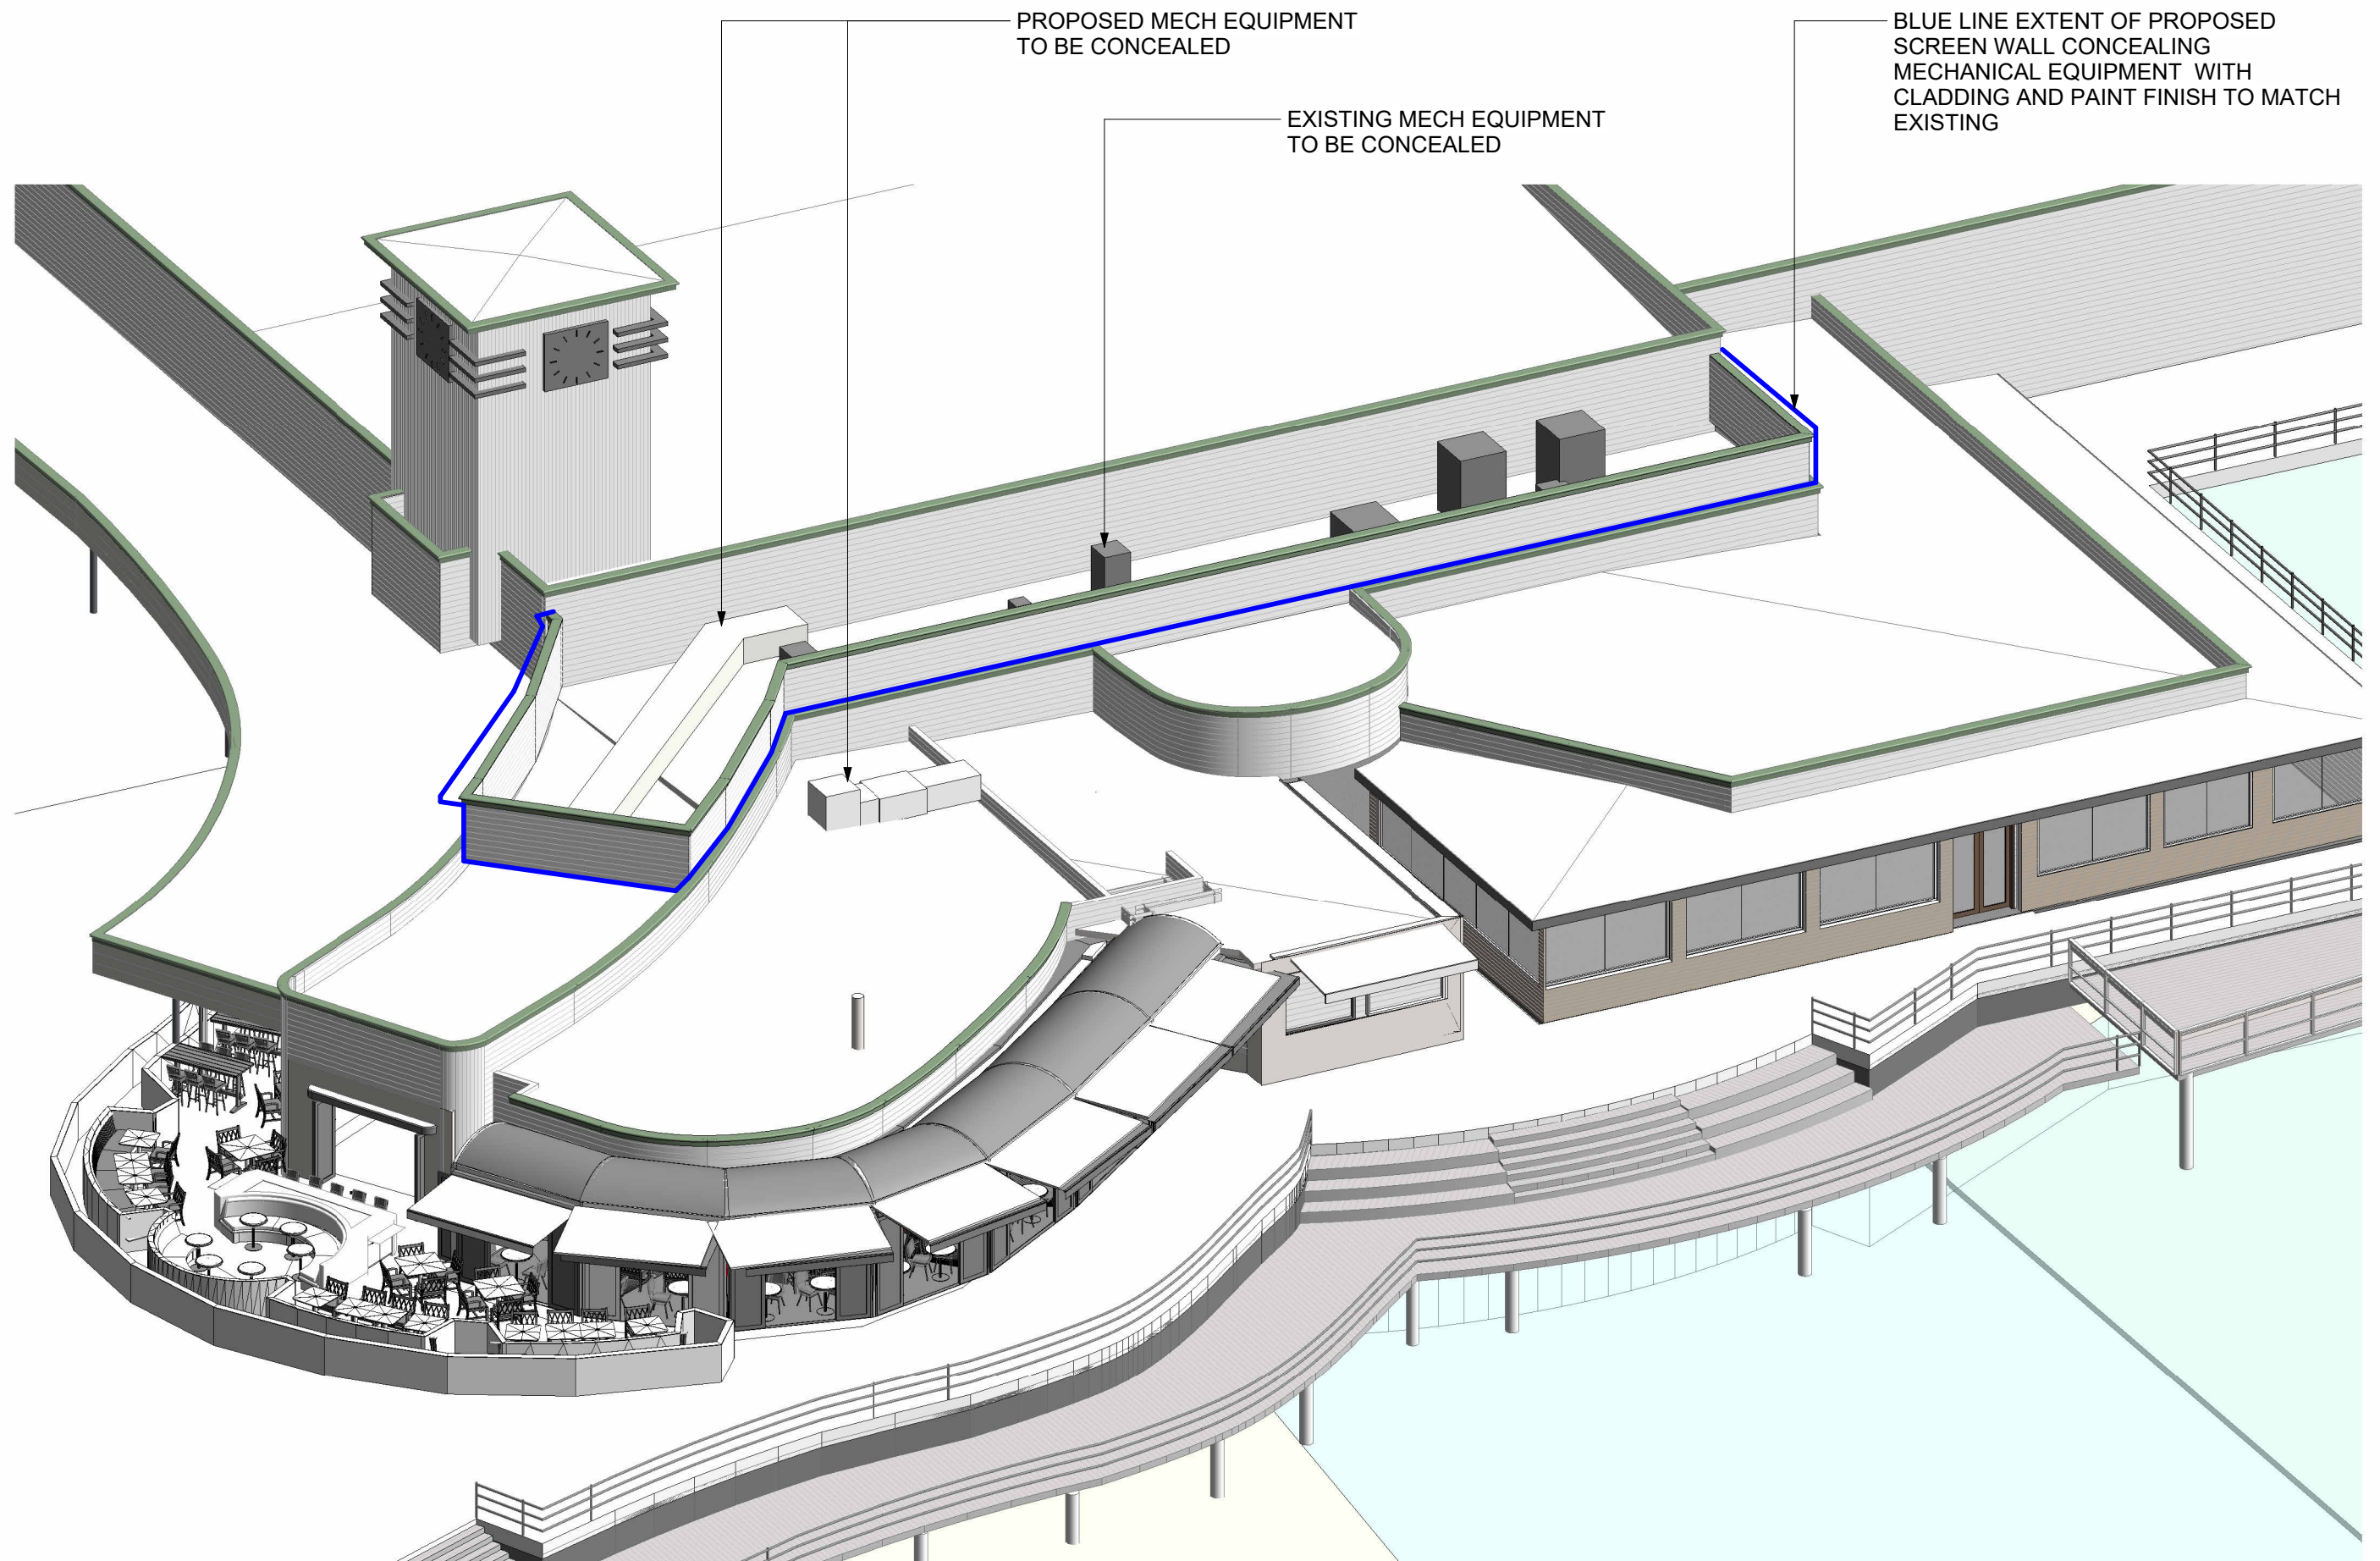 PROPOSED MECH EQUIPMENT
TO BE CONCEALED
EXISTING MECH EQUIPMENT
TO BE CONCEALED
BLUE LINE EXTENT OF PROPOSED
SCREEN WALL CONCEALING
MECHANICAL EQUIPMENT WITH
CLADDING AND PAINT FINISH TO MATCH
EXISTING